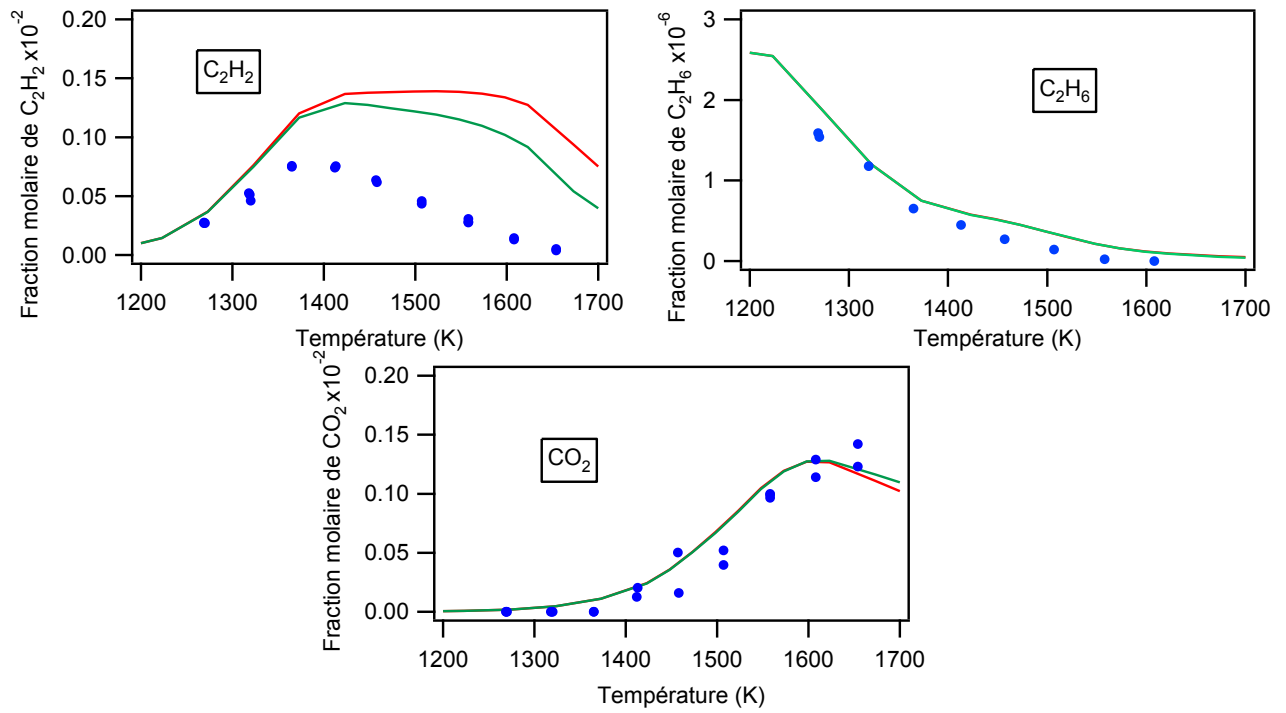 Fraction molaire de C₂H₂ x10⁻²
0.20
0.15
0.10
0.05
0.00
C₂H₂
1200 1300 1400 1500 1600 1700
Température (K)
Fraction molaire de C₂H₆ x10⁻⁶
3
2
1
0
C₂H₆
1200 1300 1400 1500 1600 1700
Température (K)
Fraction molaire de CO₂ x10⁻²
0.20
0.15
0.10
0.05
0.00
CO₂
1200 1300 1400 1500 1600 1700
Température (K)